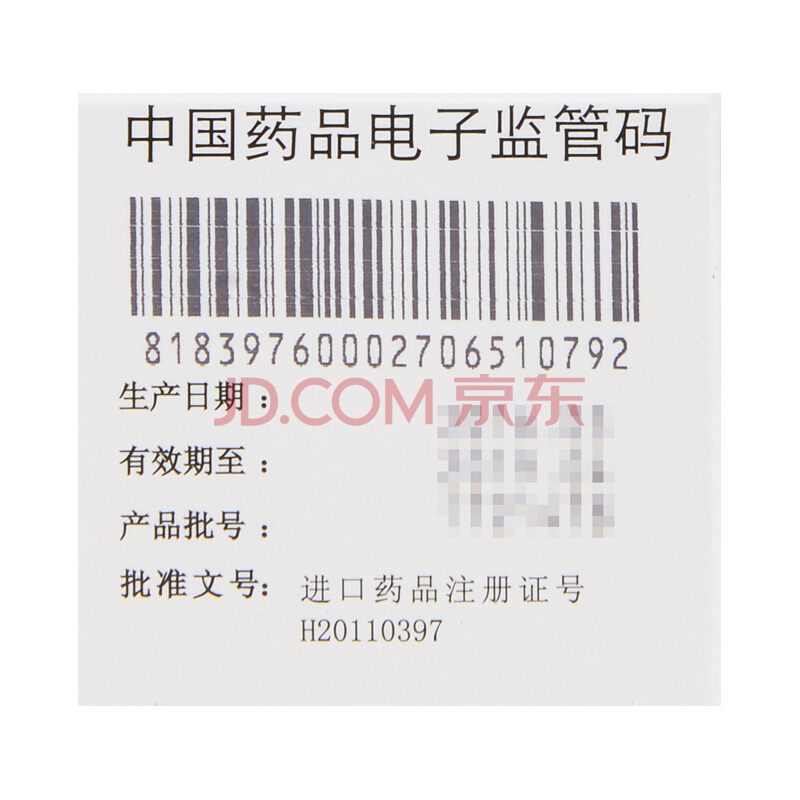 中国药品电子监管码
81839760002706510792
生产日期：
JD.COM 京东
有效期至：
产品批号：
批准文号：进口药品注册证号
H20110397